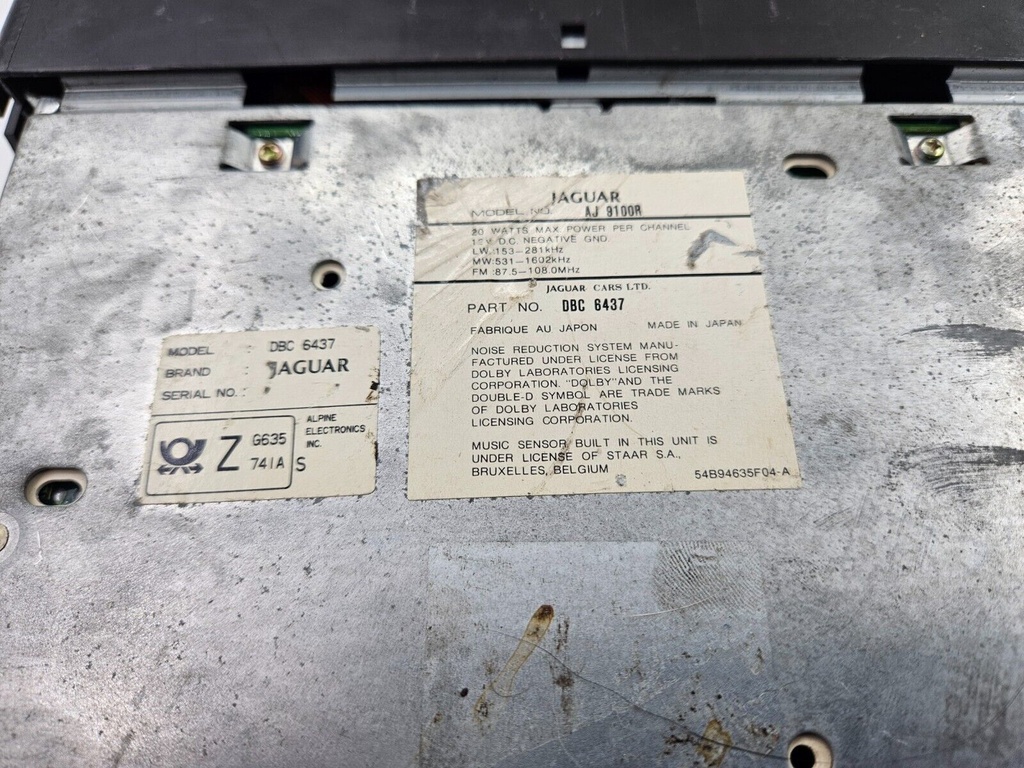 JAGUAR
MODEL NO. AJ 9100R
20 WATTS MAX POWER PER CHANNEL
12V D.C. NEGATIVE GND.
LW:153-281kHz
MW:531-1602kHz
FM:87.5-108.0MHz
JAGUAR CARS LTD.
PART NO. DBC 6437
FABRIQUE AU JAPON MADE IN JAPAN
NOISE REDUCTION SYSTEM MANU-
FACTURED UNDER LICENSE FROM
DOLBY LABORATORIES LICENSING
CORPORATION. "DOLBY" AND THE
DOUBLE-D SYMBOL ARE TRADE MARKS
OF DOLBY LABORATORIES
LICENSING CORPORATION.
MUSIC SENSOR BUILT IN THIS UNIT IS
UNDER LICENSE OF STAAR S.A.,
BRUXELLES, BELGIUM
54B94635F04-A
MODEL : DBC 6437
BRAND : JAGUAR
SERIAL NO. :
Z G635
741A S
ALPINE
ELECTRONICS
INC.